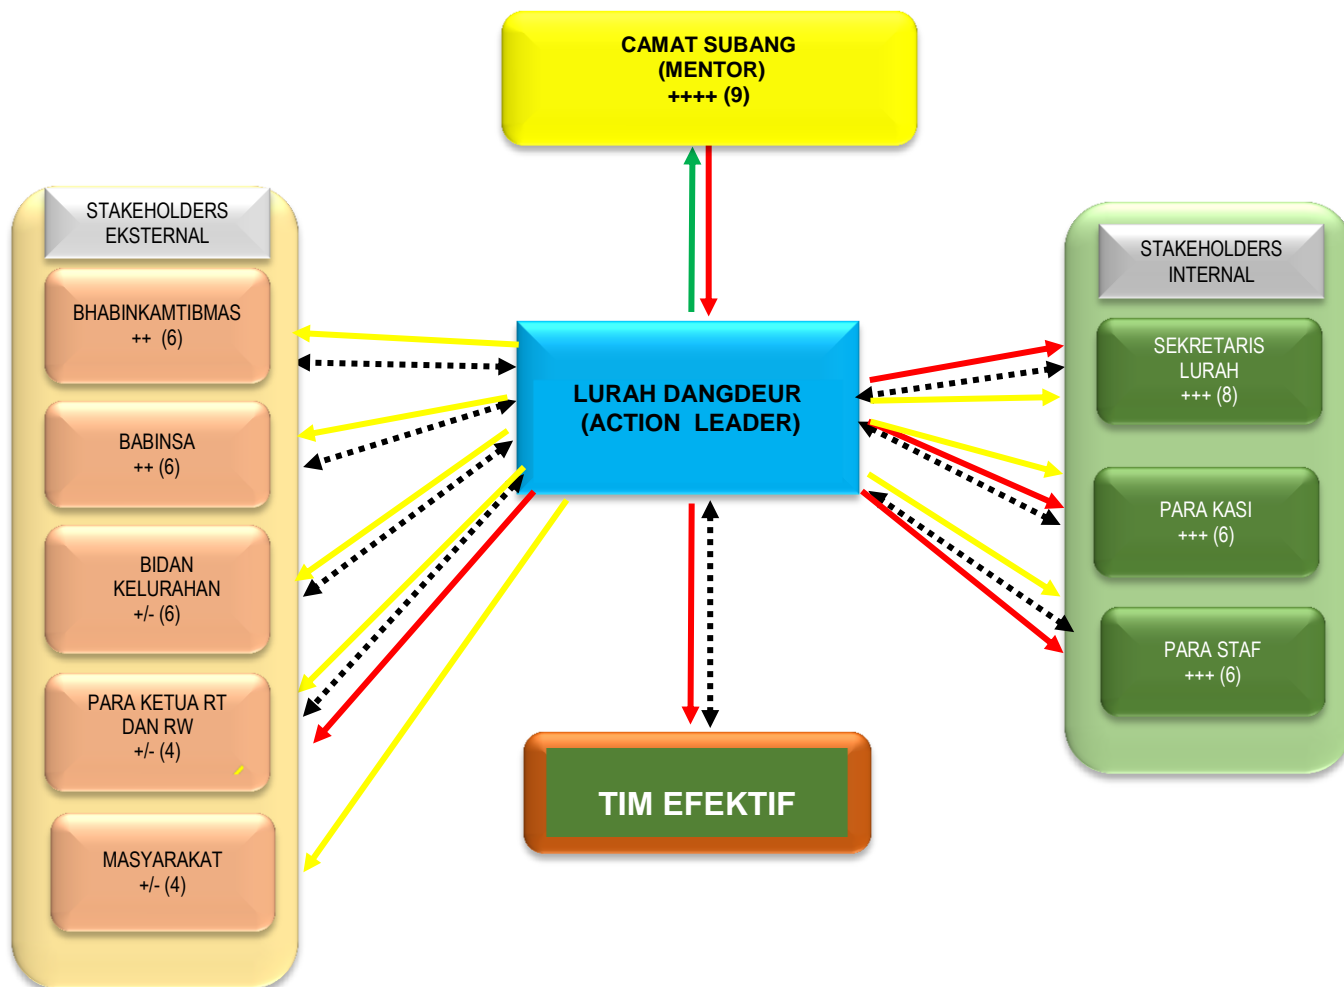 CAMAT SUBANG
(MENTOR)
++++ (9)
STAKEHOLDERS
EKSTERNAL
BHABINKAMTIBMAS
++ (6)
BABINSA
++ (6)
BIDAN
KELURAHAN
+/- (6)
PARA KETUA RT
DAN RW
+/- (4)
MASYARAKAT
+/- (4)
LURAH DANGDEUR
(ACTION LEADER)
TIM EFEKTIF
STAKEHOLDERS
INTERNAL
SEKRETARIS
LURAH
+++ (8)
PARA KASI
+++ (6)
PARA STAF
+++ (6)